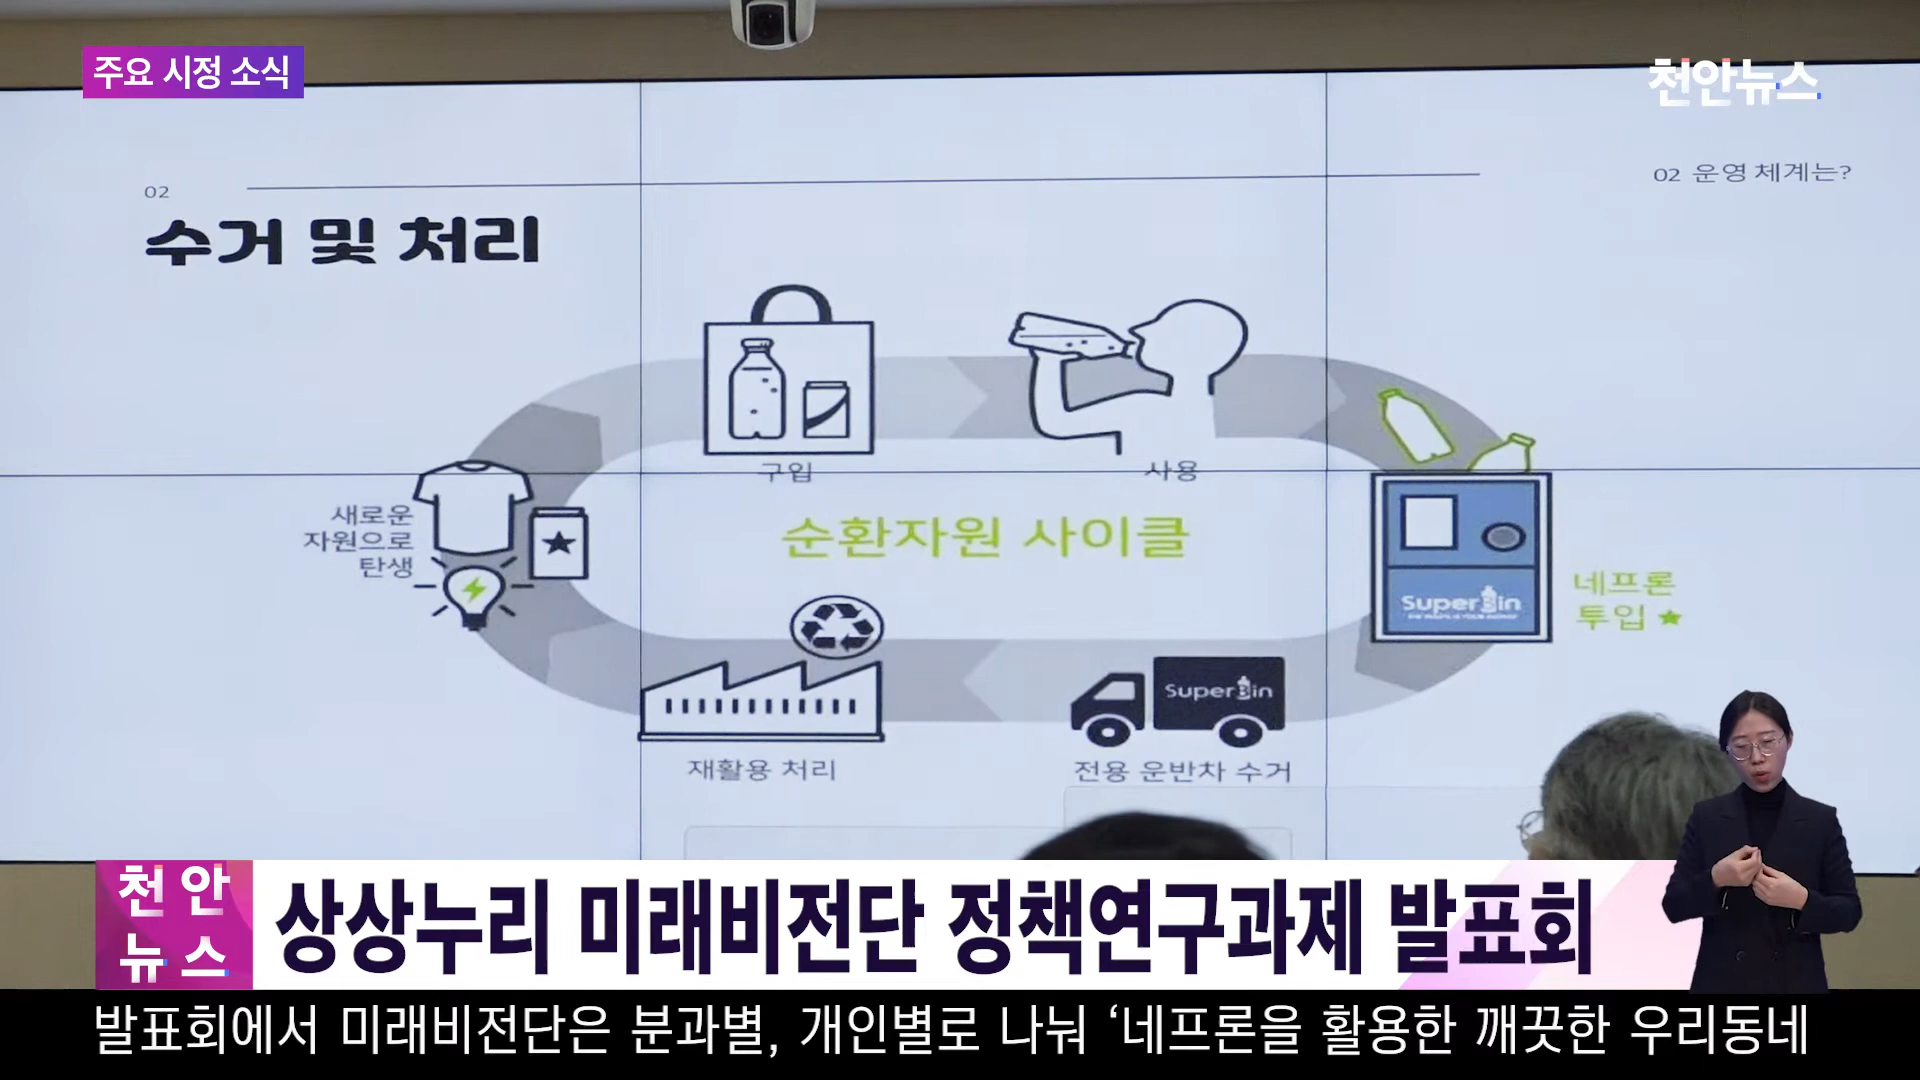 주요 시정 소식
천안뉴스
02
02 운영 체계는?
수거 및 처리
구입
사용
새로운
자원으로
탄생
순환자원 사이클
SuperBin
네프론
투입★
SuperBin
재활용 처리
전용 운반차 수거
천안
뉴스
상상누리 미래비전단 정책연구과제 발표회
발표회에서 미래비전단은 분과별, 개인별로 나눠 ‘네프론을 활용한 깨끗한 우리동네